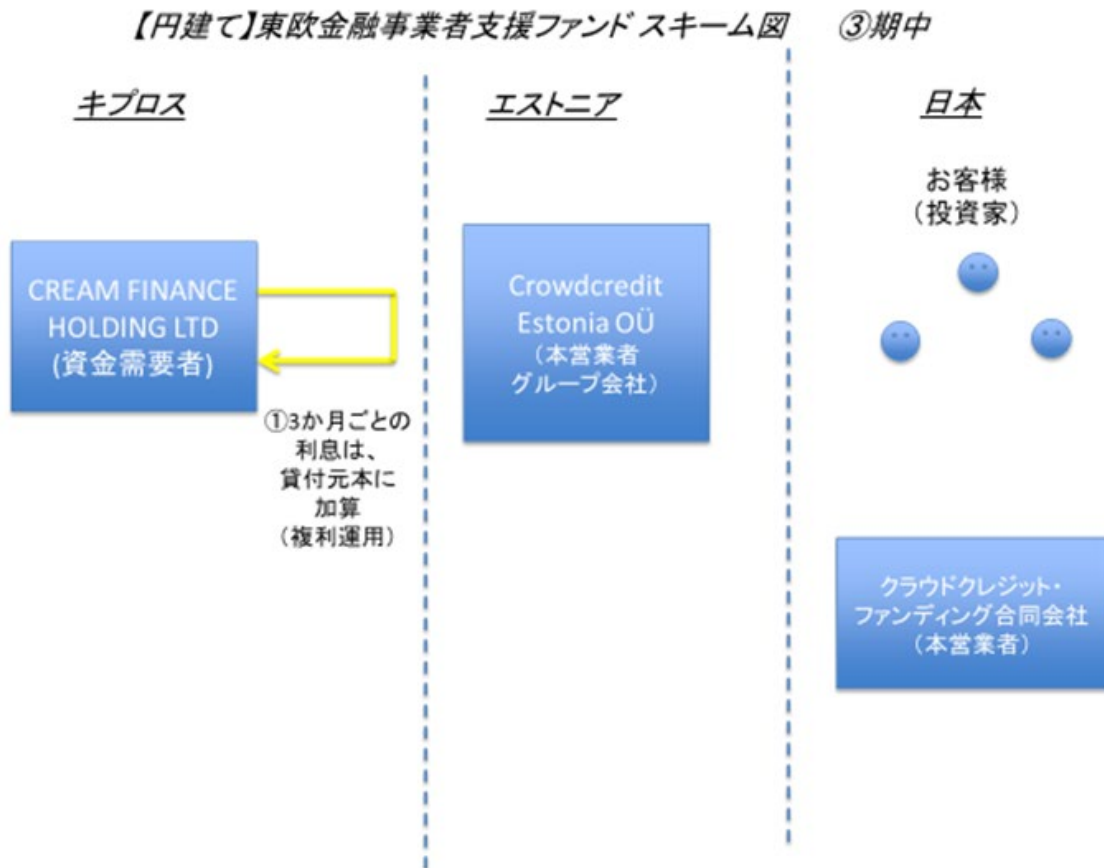 【円建て】東欧金融事業者支援ファンド スキーム図 ③期中
キプロス
エストニア
日本
お客様
（投資家）
CREAM FINANCE
HOLDING LTD
(資金需要者)
Crowdcredit
Estonia OÜ
（本営業者
グループ会社）
①3か月ごとの
利息は、
貸付元本に
加算
（複利運用）
クラウドクレジット・
ファンディング合同会社
（本営業者）